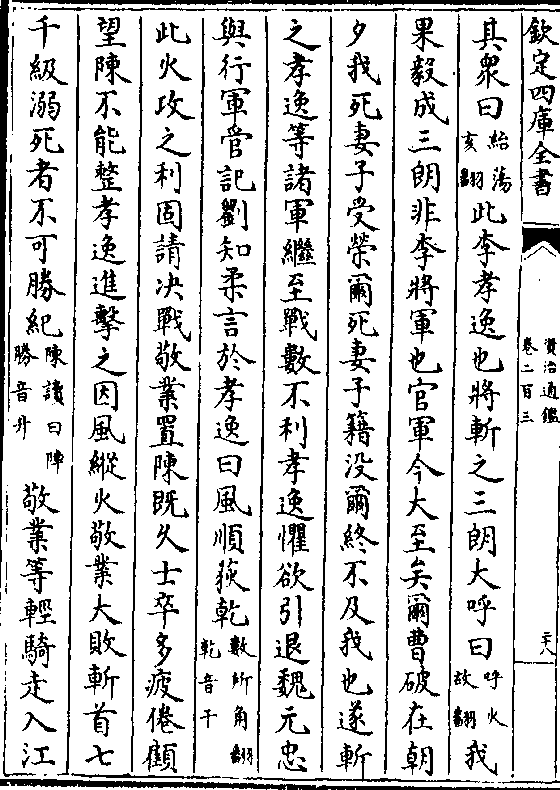 欽定四庫全書
資治通鑑
卷二百三
二八
其衆曰
紿蕩
亥翻
此李孝逸也將斬之三朗大呼曰
呼火
故翻
我
果毅成三朗非李將軍也官軍今大至矣爾曹破在朝
夕我死妻子受榮爾死妻子籍没爾終不及我也遂斬
之孝逸等諸軍繼至戰數不利孝逸懼欲引退魏元忠
與行軍管記劉知柔言於孝逸曰風順荻乾
數所角翻
乾音干
此火攻之利固請决戰敬業置陳既久士卒多疲倦顧
望陳不能整孝逸進擊之因風縱火敬業大敗斬首七
千級溺死者不可勝紀
陳讀曰陣
勝音升
敬業等輕騎走入江